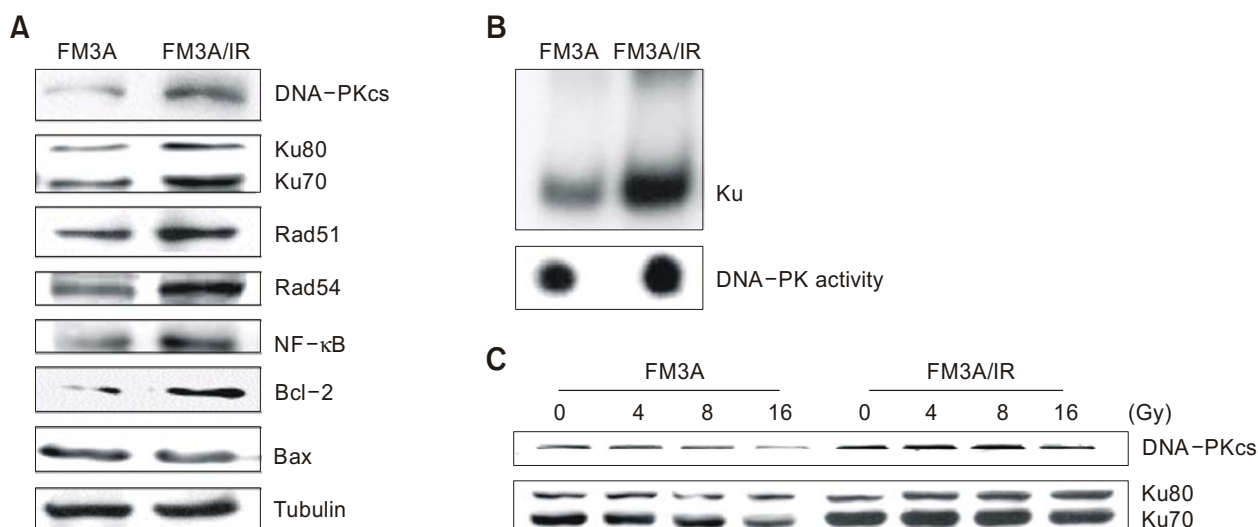 A
FM3A FM3A/IR
DNA−PKcs
Ku80
Ku70
Rad51
Rad54
NF−κB
Bcl−2
Bax
Tubulin
B
FM3A FM3A/IR
Ku
DNA−PK activity
C
FM3A FM3A/IR
0 4 8 16 0 4 8 16 (Gy)
DNA−PKcs
Ku80
Ku70